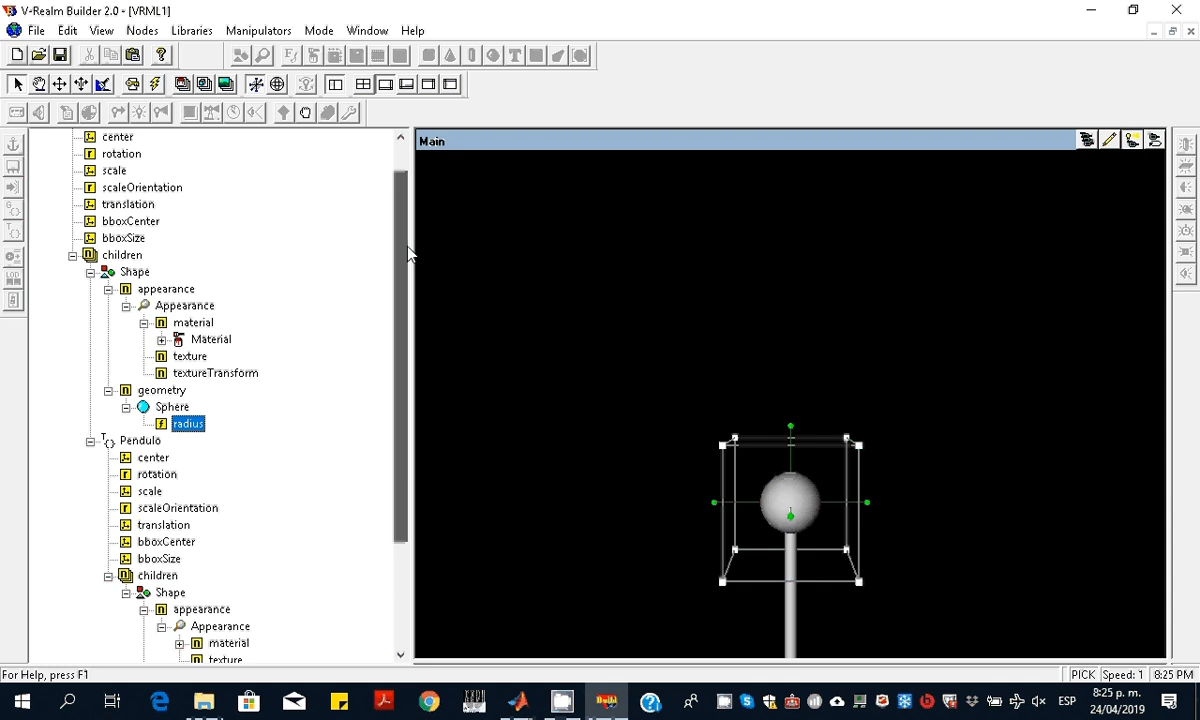 V-Realm Builder 2.0 - [VRML1]
File Edit View Nodes Libraries Manipulators Mode Window Help
Main
center
rotation
scale
scaleOrientation
translation
bboxCenter
bboxSize
children
Shape
appearance
Appearance
material
Material
texture
textureTransform
geometry
Sphere
radius
Pendulo
center
rotation
scale
scaleOrientation
translation
bboxCenter
bboxSize
children
Shape
appearance
Appearance
material
texture
For Help, press F1
PICK Speed: 1 8:25 PM
ESP
8:25 p. m.
24/04/2019